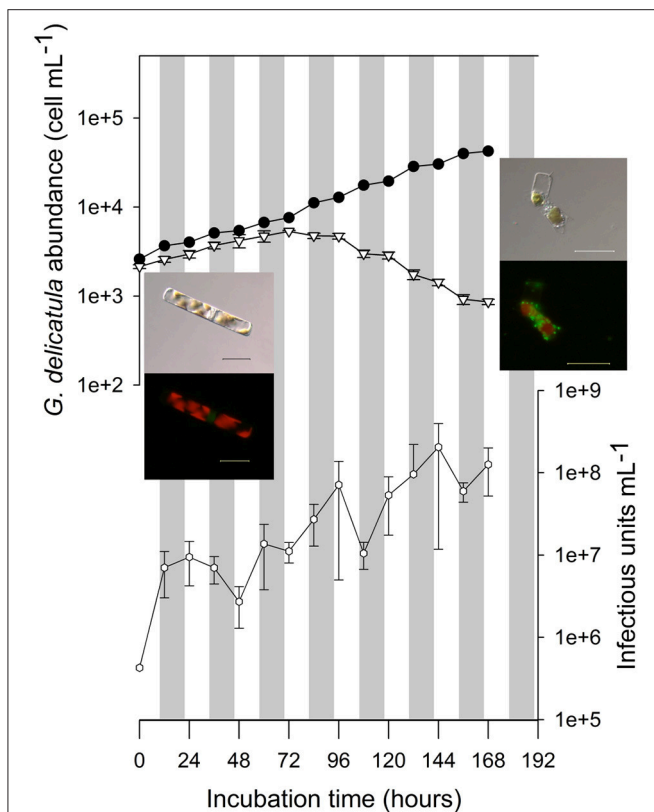 G. delicatula abundance (cell mL⁻¹)
1e+5
1e+4
1e+3
1e+2
1e+9
1e+8
1e+7
1e+6
1e+5
Infectious units mL⁻¹
0 24 48 72 96 120 144 168 192
Incubation time (hours)